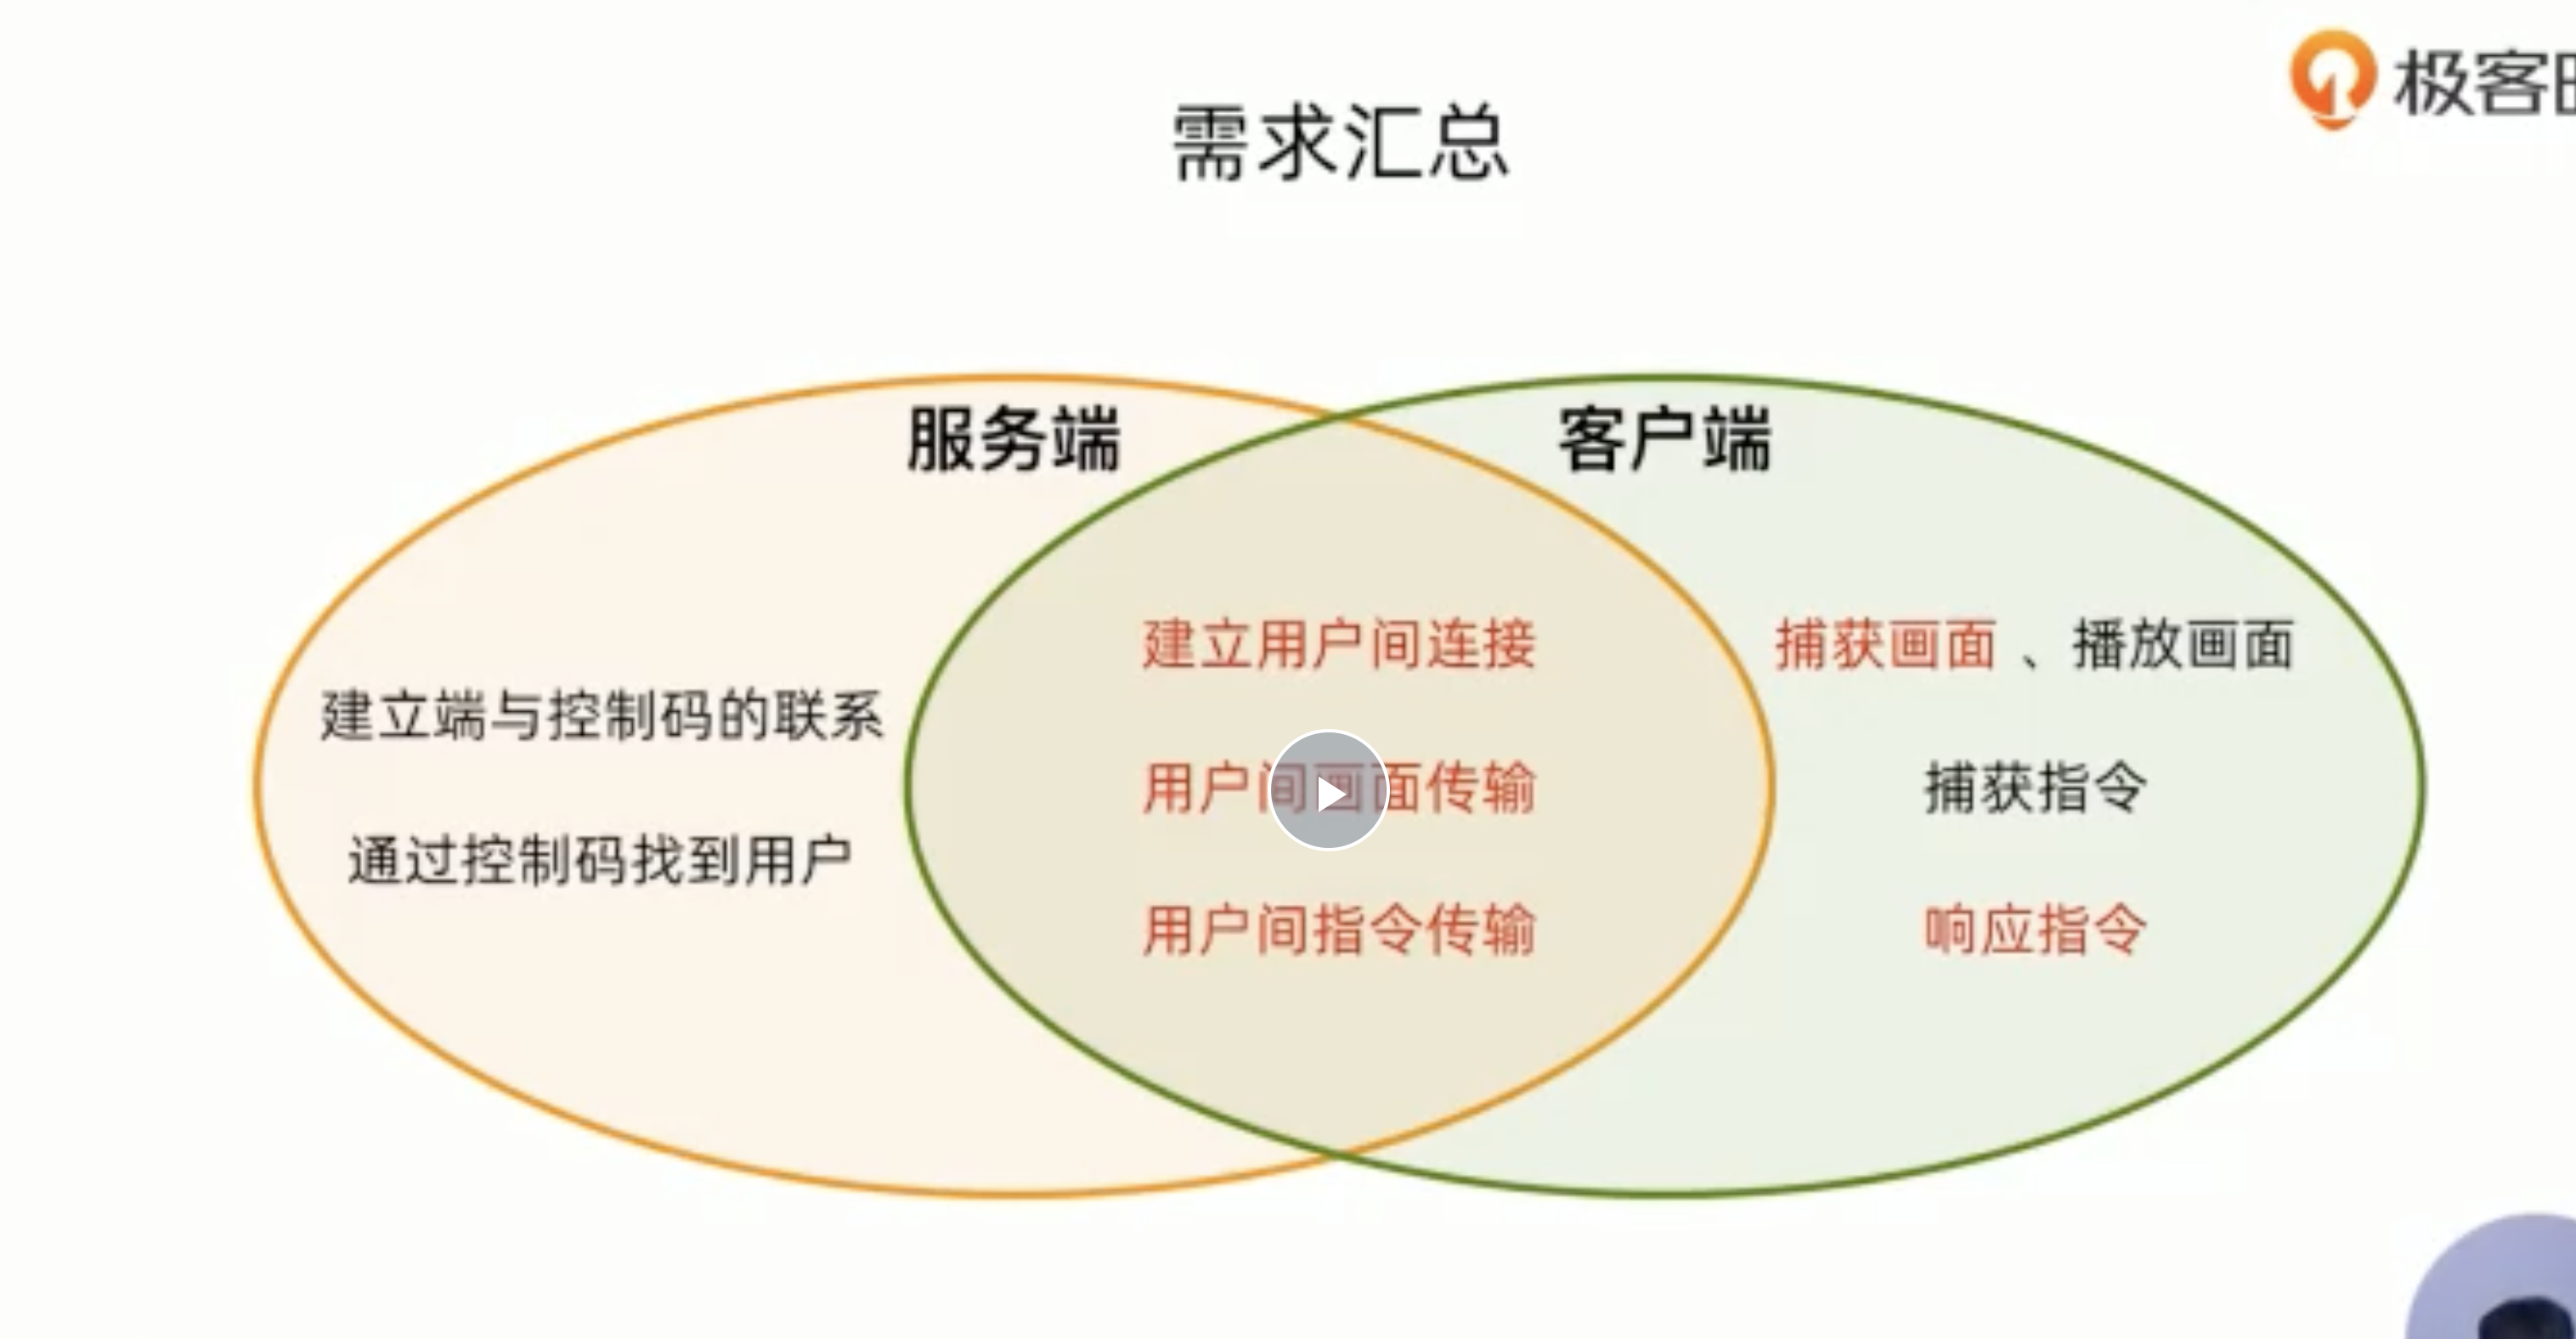 极客
需求汇总
服务端
客户端
建立端与控制码的联系
通过控制码找到用户
建立用户间连接
用户间画面传输
用户间指令传输
捕获画面、播放画面
捕获指令
响应指令